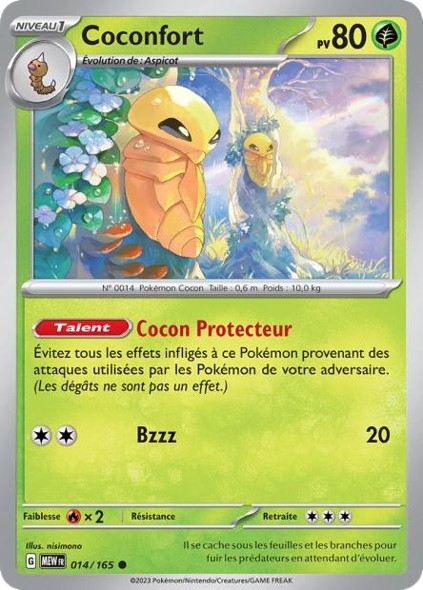 NIVEAU 1
Coconfort
PV 80
Évolution de : Aspicot
N° 0014 Pokémon Cocon Taille : 0,6 m Poids : 10,0 kg
Talent Cocon Protecteur
Évitez tous les effets infligés à ce Pokémon provenant des
attaques utilisées par les Pokémon de votre adversaire.
(Les dégâts ne sont pas un effet.)
Bzzz 20
Faiblesse ×2 Résistance Retraite
Illus. nisimono
G MEW FR 014/165
Il se cache sous les feuilles et les branches pour
fuir les prédateurs en attendant d'évoluer.
©2023 Pokémon/Nintendo/Creatures/GAME FREAK